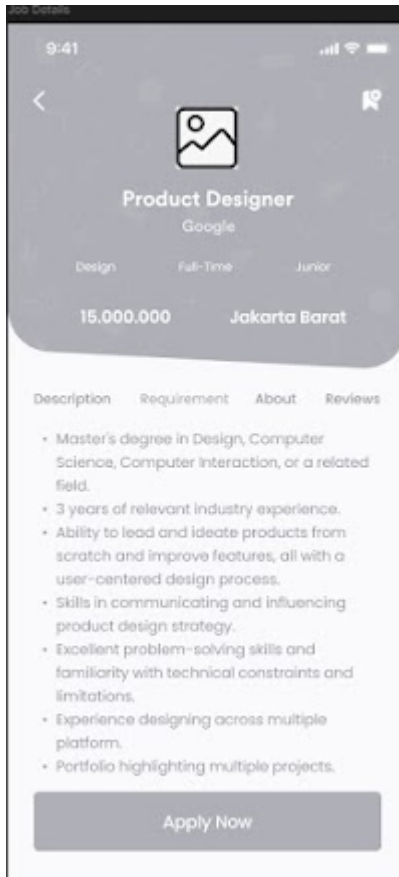 Job Details
9:41
Product Designer
Google
Design Full-Time Junior
15.000.000 Jakarta Barat
Description Requirement About Reviews
• Master's degree in Design, Computer
Science, Computer Interaction, or a related
field.
• 3 years of relevant industry experience.
• Ability to lead and ideate products from
scratch and improve features, all with a
user-centered design process.
• Skills in communicating and influencing
product design strategy.
• Excellent problem-solving skills and
familiarity with technical constraints and
limitations.
• Experience designing across multiple
platform.
• Portfolio highlighting multiple projects.
Apply Now